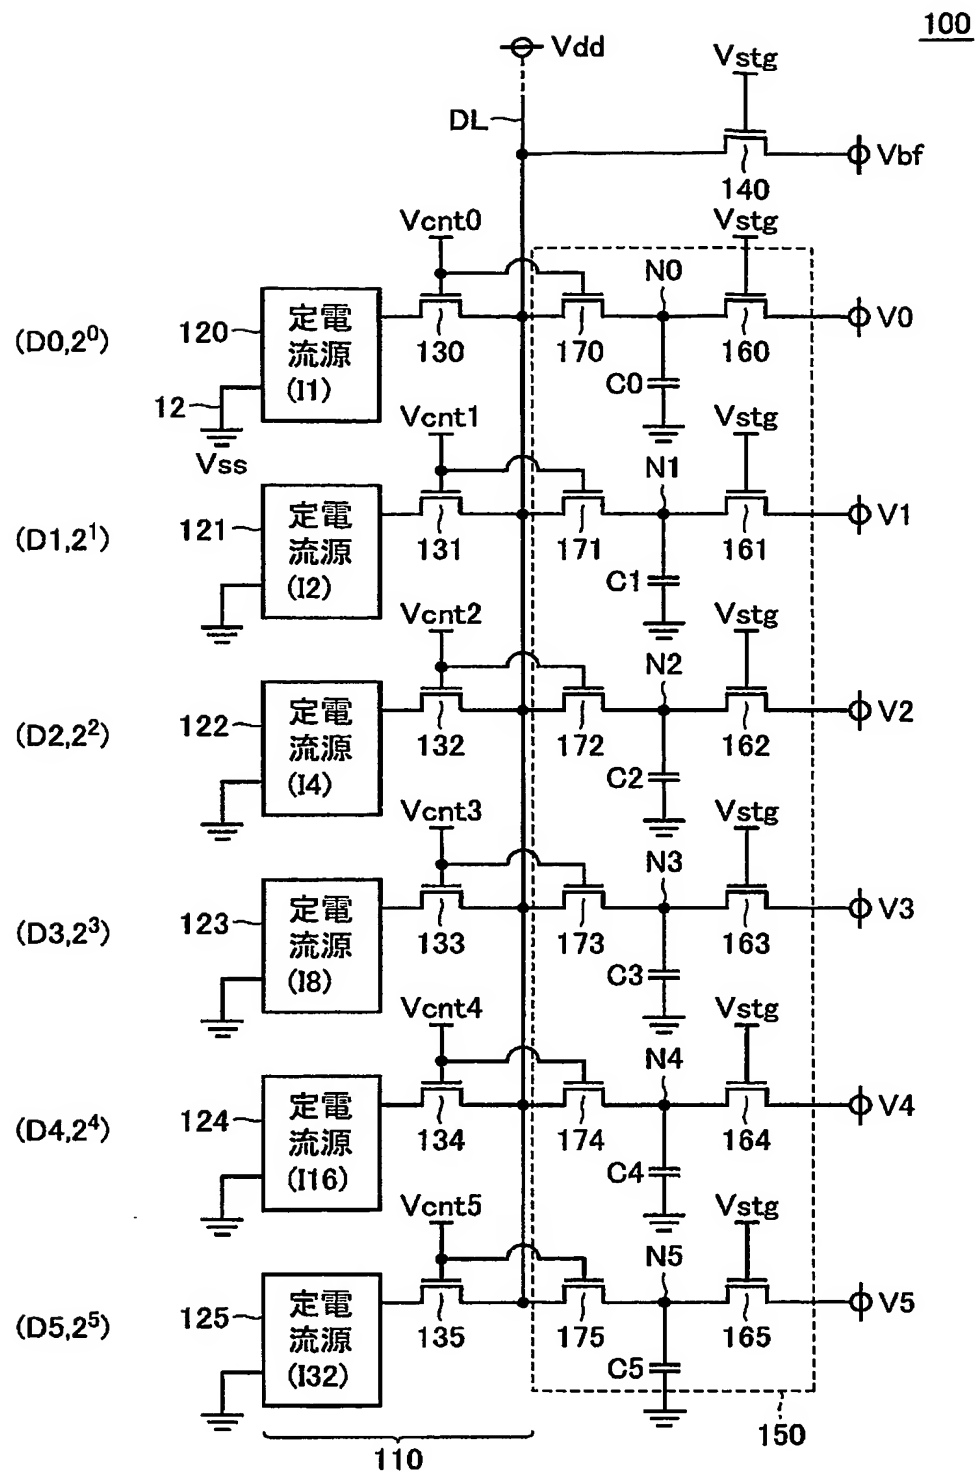 100
Vdd
Vstg
DL
Vbf
140
Vcnt0
Vstg
N0
(D0,2⁰)
120
定電
流源
(I1)
130
170
160
V0
C0
12
Vss
Vcnt1
Vstg
N1
(D1,2¹)
121
定電
流源
(I2)
131
171
161
V1
C1
Vcnt2
Vstg
N2
(D2,2²)
122
定電
流源
(I4)
132
172
162
V2
C2
Vcnt3
Vstg
N3
(D3,2³)
123
定電
流源
(I8)
133
173
163
V3
C3
Vcnt4
Vstg
N4
(D4,2⁴)
124
定電
流源
(I16)
134
174
164
V4
C4
Vcnt5
Vstg
N5
(D5,2⁵)
125
定電
流源
(I32)
135
175
165
V5
C5
110
150